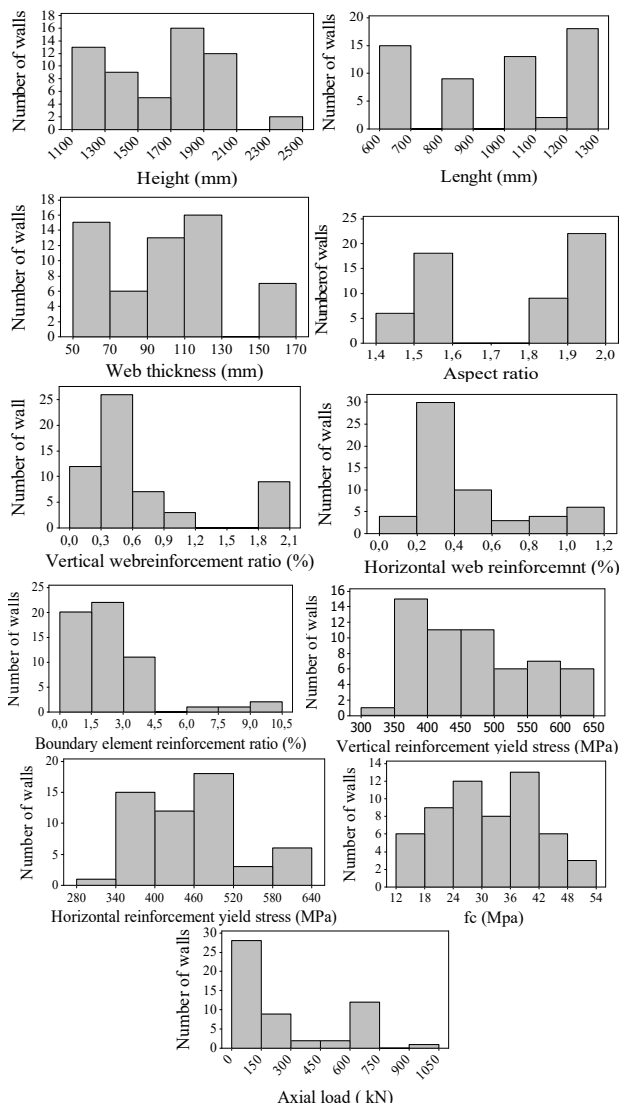 Number of walls
18
16
14
12
10
8
6
4
2
0
1100 1300 1500 1700 1900 2100 2300 2500
Height (mm)
Number of walls
20
15
10
5
0
600 700 800 900 1000 1100 1200 1300
Lenght (mm)
Number of walls
18
16
14
12
10
8
6
4
2
0
50 70 90 110 130 150 170
Web thickness (mm)
Numberof walls
25
20
15
10
5
0
1,4 1,5 1,6 1,7 1,8 1,9 2,0
Aspect ratio
Number of wall
25
20
15
10
5
0
0,0 0,3 0,6 0,9 1,2 1,5 1,8 2,1
Vertical webreinforcement ratio (%)
Number of walls
30
25
20
15
10
5
0
0,0 0,2 0,4 0,6 0,8 1,0 1,2
Horizontal web reinforcemnt (%)
Number of walls
25
20
15
10
5
0
0,0 1,5 3,0 4,5 6,0 7,5 9,0 10,5
Boundary element reinforcement ratio (%)
Number of walls
16
14
12
10
8
6
4
2
0
300 350 400 450 500 550 600 650
Vertical reinforcement yield stress (MPa)
Number of walls
20
15
10
5
0
280 340 400 460 520 580 640
Horizontal reinforcement yield stress (MPa)
Number of walls
14
12
10
8
6
4
2
0
12 18 24 30 36 42 48 54
fc (Mpa)
Number of walls
30
25
20
15
10
5
0
0 150 300 450 600 750 900 1050
Axial load ( kN)